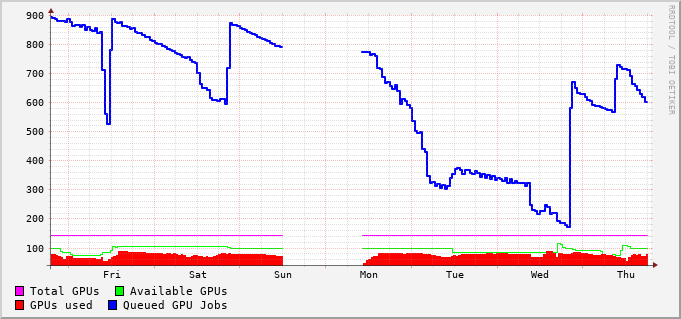 900
800
700
600
500
400
300
200
100
Fri Sat Sun Mon Tue Wed Thu
Total GPUs Available GPUs
GPUs used Queued GPU Jobs
RRDTOOL / TOBI OETIKER